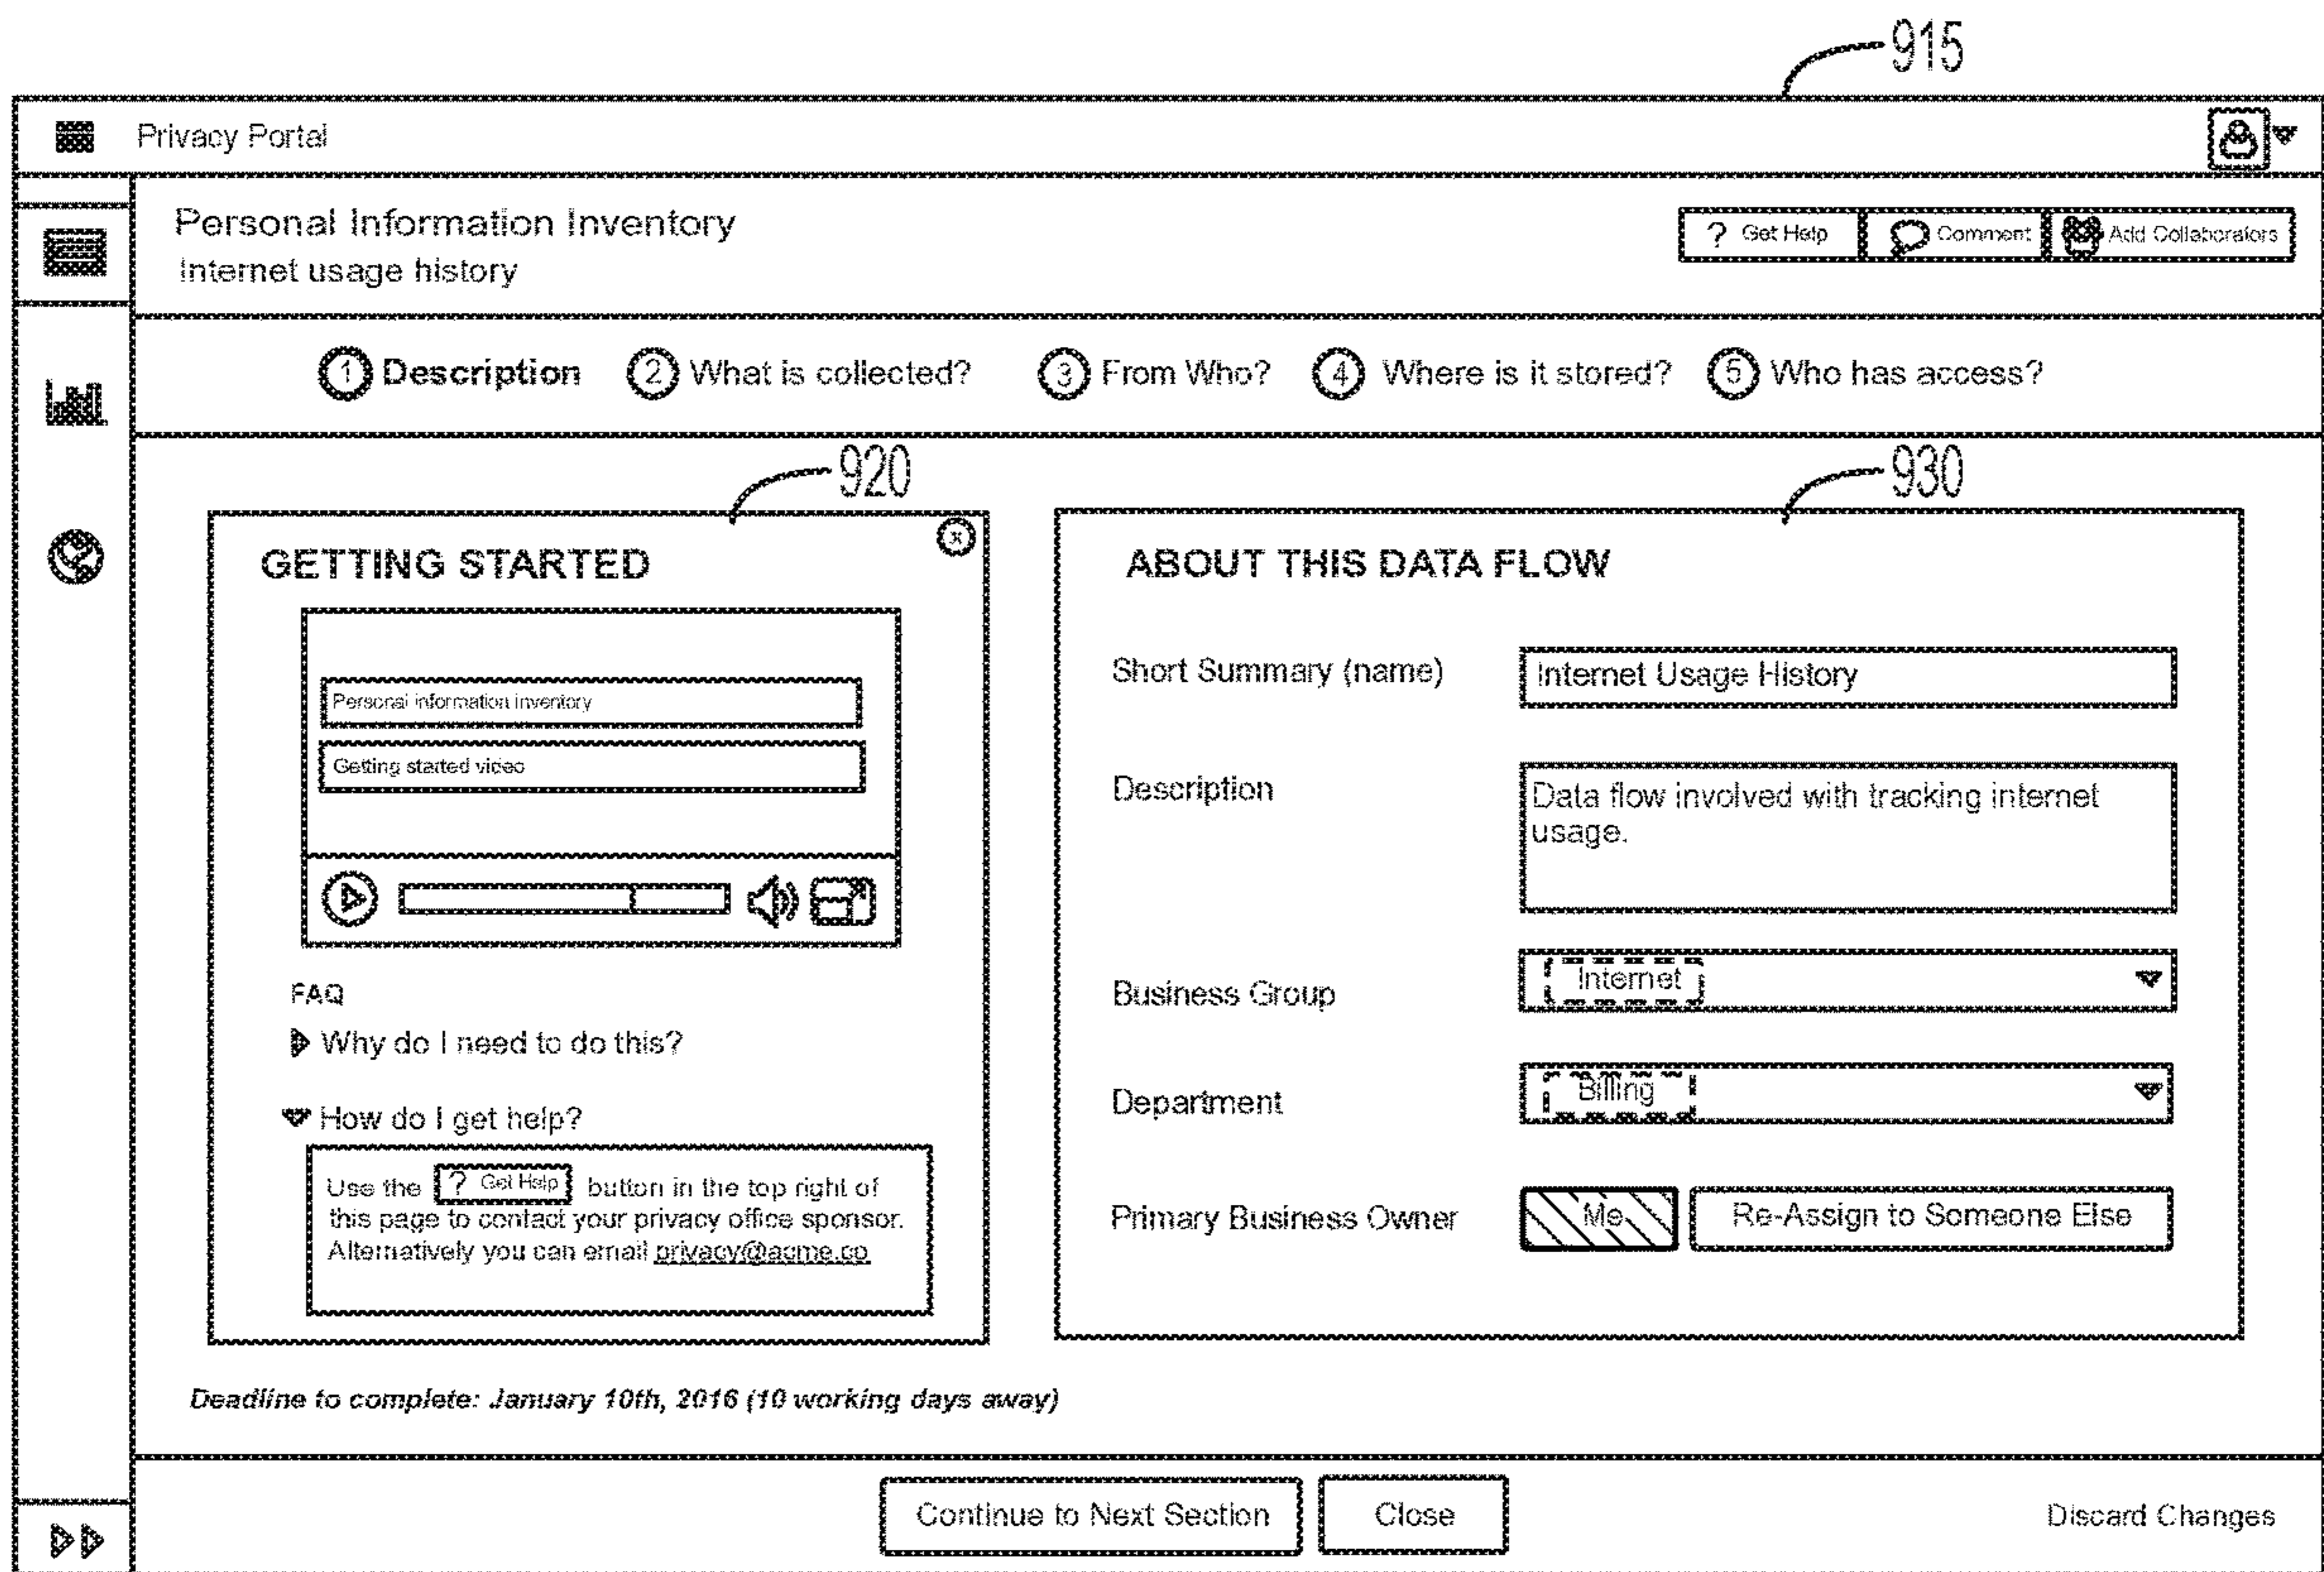 915
Privacy Portal
Personal Information Inventory
Internet usage history
? Get Help
Comment
Add Collaborators
1 Description
2 What is collected?
3 From Who?
4 Where is it stored?
5 Who has access?
920
930
GETTING STARTED
x
Personal information inventory
Getting started video
FAQ
Why do I need to do this?
How do I get help?
Use the ? Get Help button in the top right of
this page to contact your privacy office sponsor.
Alternatively you can email privacy@acme.co
ABOUT THIS DATA FLOW
Short Summary (name)
Internet Usage History
Description
Data flow involved with tracking internet
usage.
Business Group
Internet
Department
Billing
Primary Business Owner
Me
Re-Assign to Someone Else
Deadline to complete: January 10th, 2016 (10 working days away)
Continue to Next Section
Close
Discard Changes